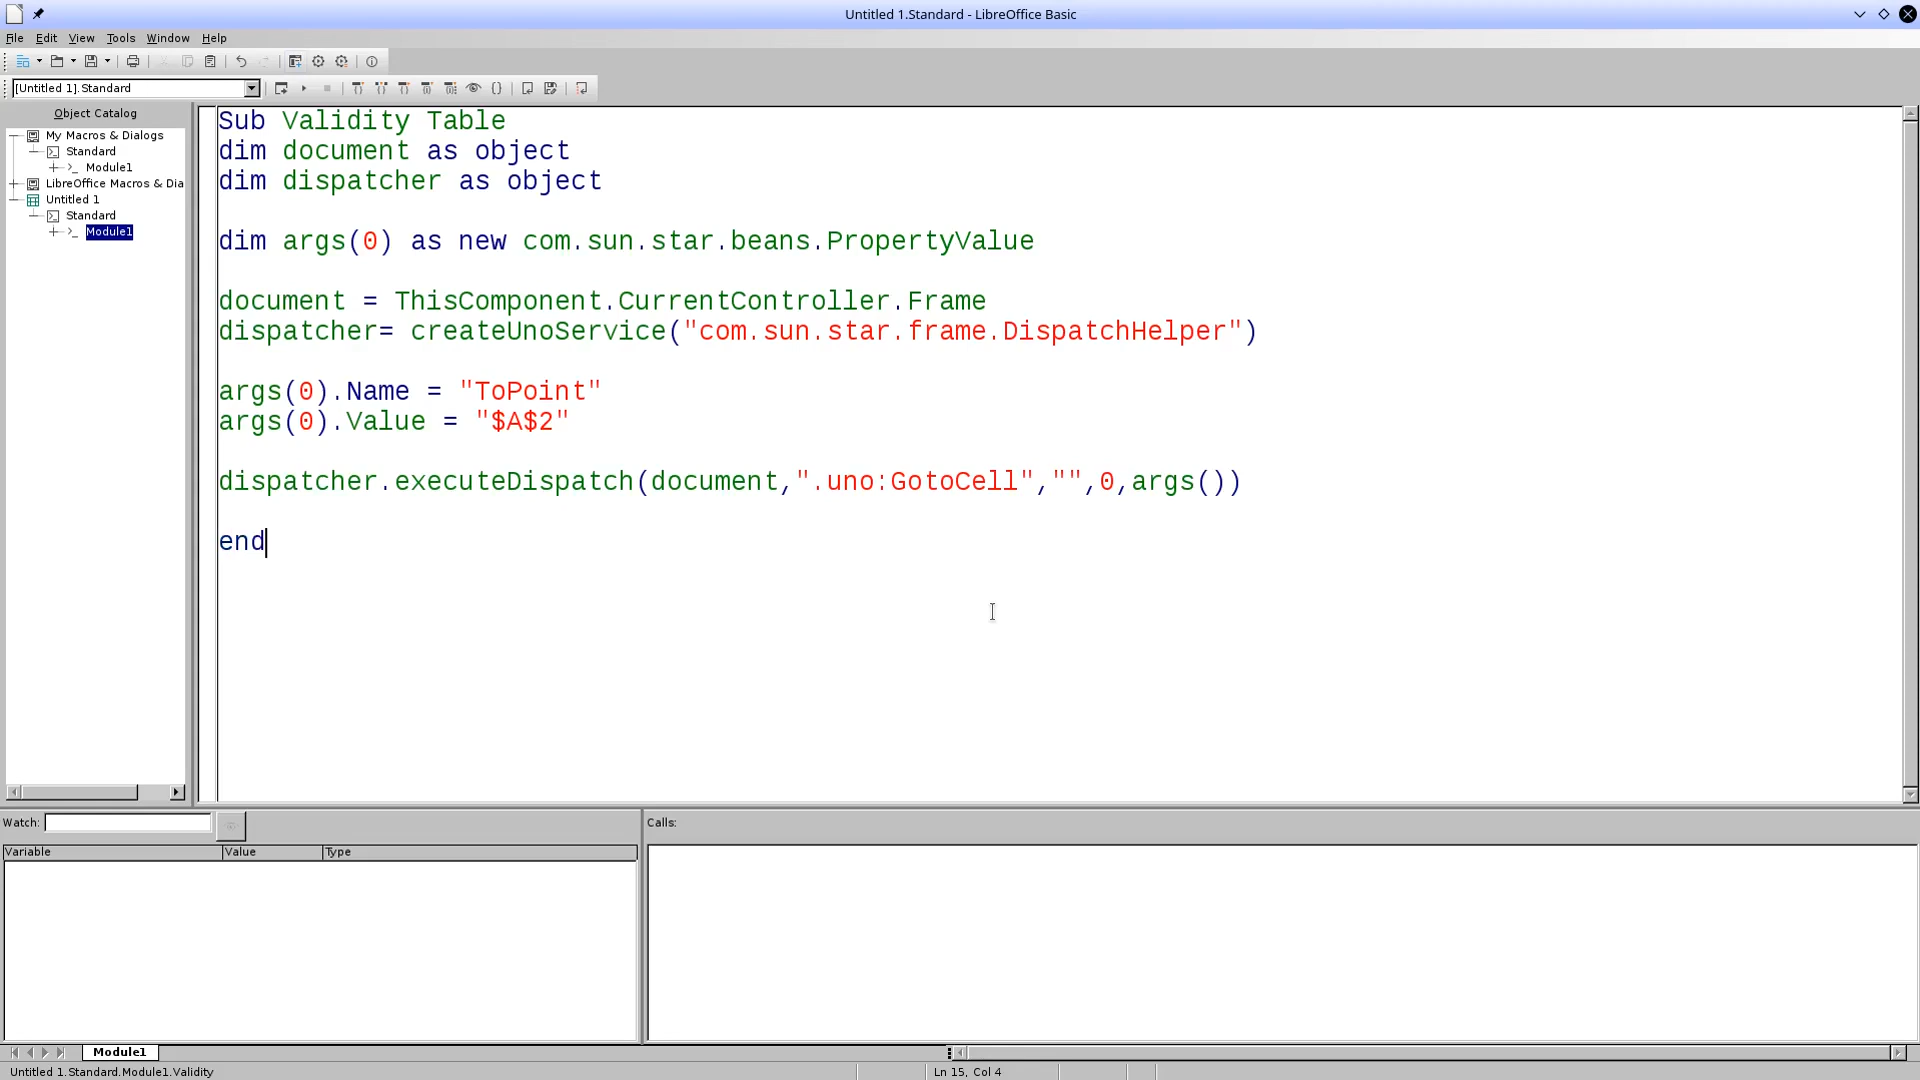 Untitled 1.Standard - LibreOffice Basic
File Edit View Tools Window Help
[Untitled 1].Standard
Object Catalog
My Macros & Dialogs
Standard
Module1
LibreOffice Macros & Dia
Untitled 1
Standard
Module1
Sub Validity Table
dim document as object
dim dispatcher as object
dim args(0) as new com.sun.star.beans.PropertyValue
document = ThisComponent.CurrentController.Frame
dispatcher= createUnoService("com.sun.star.frame.DispatchHelper")
args(0).Name = "ToPoint"
args(0).Value = "$A$2"
dispatcher.executeDispatch(document,".uno:GotoCell","",0,args())
end
Watch:
Variable Value Type
Calls:
Module1
Untitled 1.Standard.Module1.Validity
Ln 15, Col 4